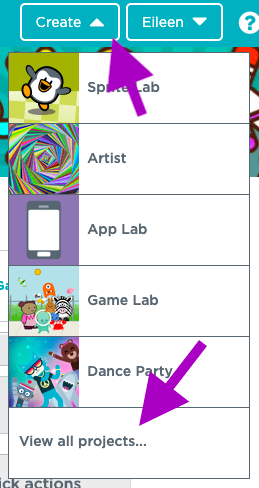 Create Eileen ?
Sprite Lab
Artist
App Lab
Game Lab
Dance Party
View all projects...
ick actions